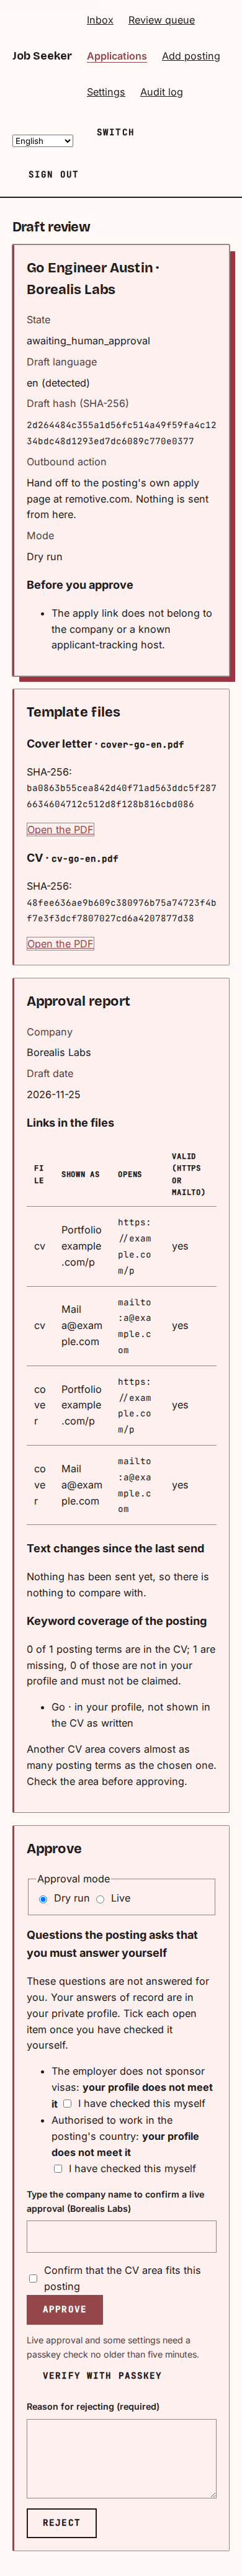 Inbox Review queue
Job Seeker Applications Add posting
Settings Audit log
English SWITCH
SIGN OUT
Draft review
Go Engineer Austin ·
Borealis Labs
State
awaiting_human_approval
Draft language
en (detected)
Draft hash (SHA-256)
2d264484c355a1d56fc514a49f59fa4c12
34bdc48d1293ed7dc6089c770e0377
Outbound action
Hand off to the posting's own apply
page at remotive.com. Nothing is sent
from here.
Mode
Dry run
Before you approve
• The apply link does not belong to
the company or a known
applicant-tracking host.
Template files
Cover letter · cover-go-en.pdf
SHA-256:
ba0863b55cea842d40f71ad563ddc5f287
6634604712c512d8f128b816cbd086
Open the PDF
CV · cv-go-en.pdf
SHA-256:
48fee636ae9b609c380976b75a74723f4b
f7e3f3dcf7807027cd6a4207877d38
Open the PDF
Approval report
Company
Borealis Labs
Draft date
2026-11-25
Links in the files
FI
LE SHOWN AS OPENS VALID
(HTTPS
OR
MAILTO)
cv Portfolio
example
.com/p https:
//exam
ple.co
m/p yes
cv Mail
a@exam
ple.com mailto
:a@exa
mple.c
om yes
co
ve
r Portfolio
example
.com/p https:
//exam
ple.co
m/p yes
co
ve
r Mail
a@exam
ple.com mailto
:a@exa
mple.c
om yes
Text changes since the last send
Nothing has been sent yet, so there is
nothing to compare with.
Keyword coverage of the posting
0 of 1 posting terms are in the CV; 1 are
missing, 0 of those are not in your
profile and must not be claimed.
• Go · in your profile, not shown in
the CV as written
Another CV area covers almost as
many posting terms as the chosen one.
Check the area before approving.
Approve
Approval mode
Dry run Live
Questions the posting asks that
you must answer yourself
These questions are not answered for
you. Your answers of record are in
your private profile. Tick each open
item once you have checked it
yourself.
• The employer does not sponsor
visas: your profile does not meet
it I have checked this myself
• Authorised to work in the
posting's country: your profile
does not meet it
I have checked this myself
Type the company name to confirm a live
approval (Borealis Labs)
Confirm that the CV area fits this
posting
APPROVE
Live approval and some settings need a
passkey check no older than five minutes.
VERIFY WITH PASSKEY
Reason for rejecting (required)
REJECT